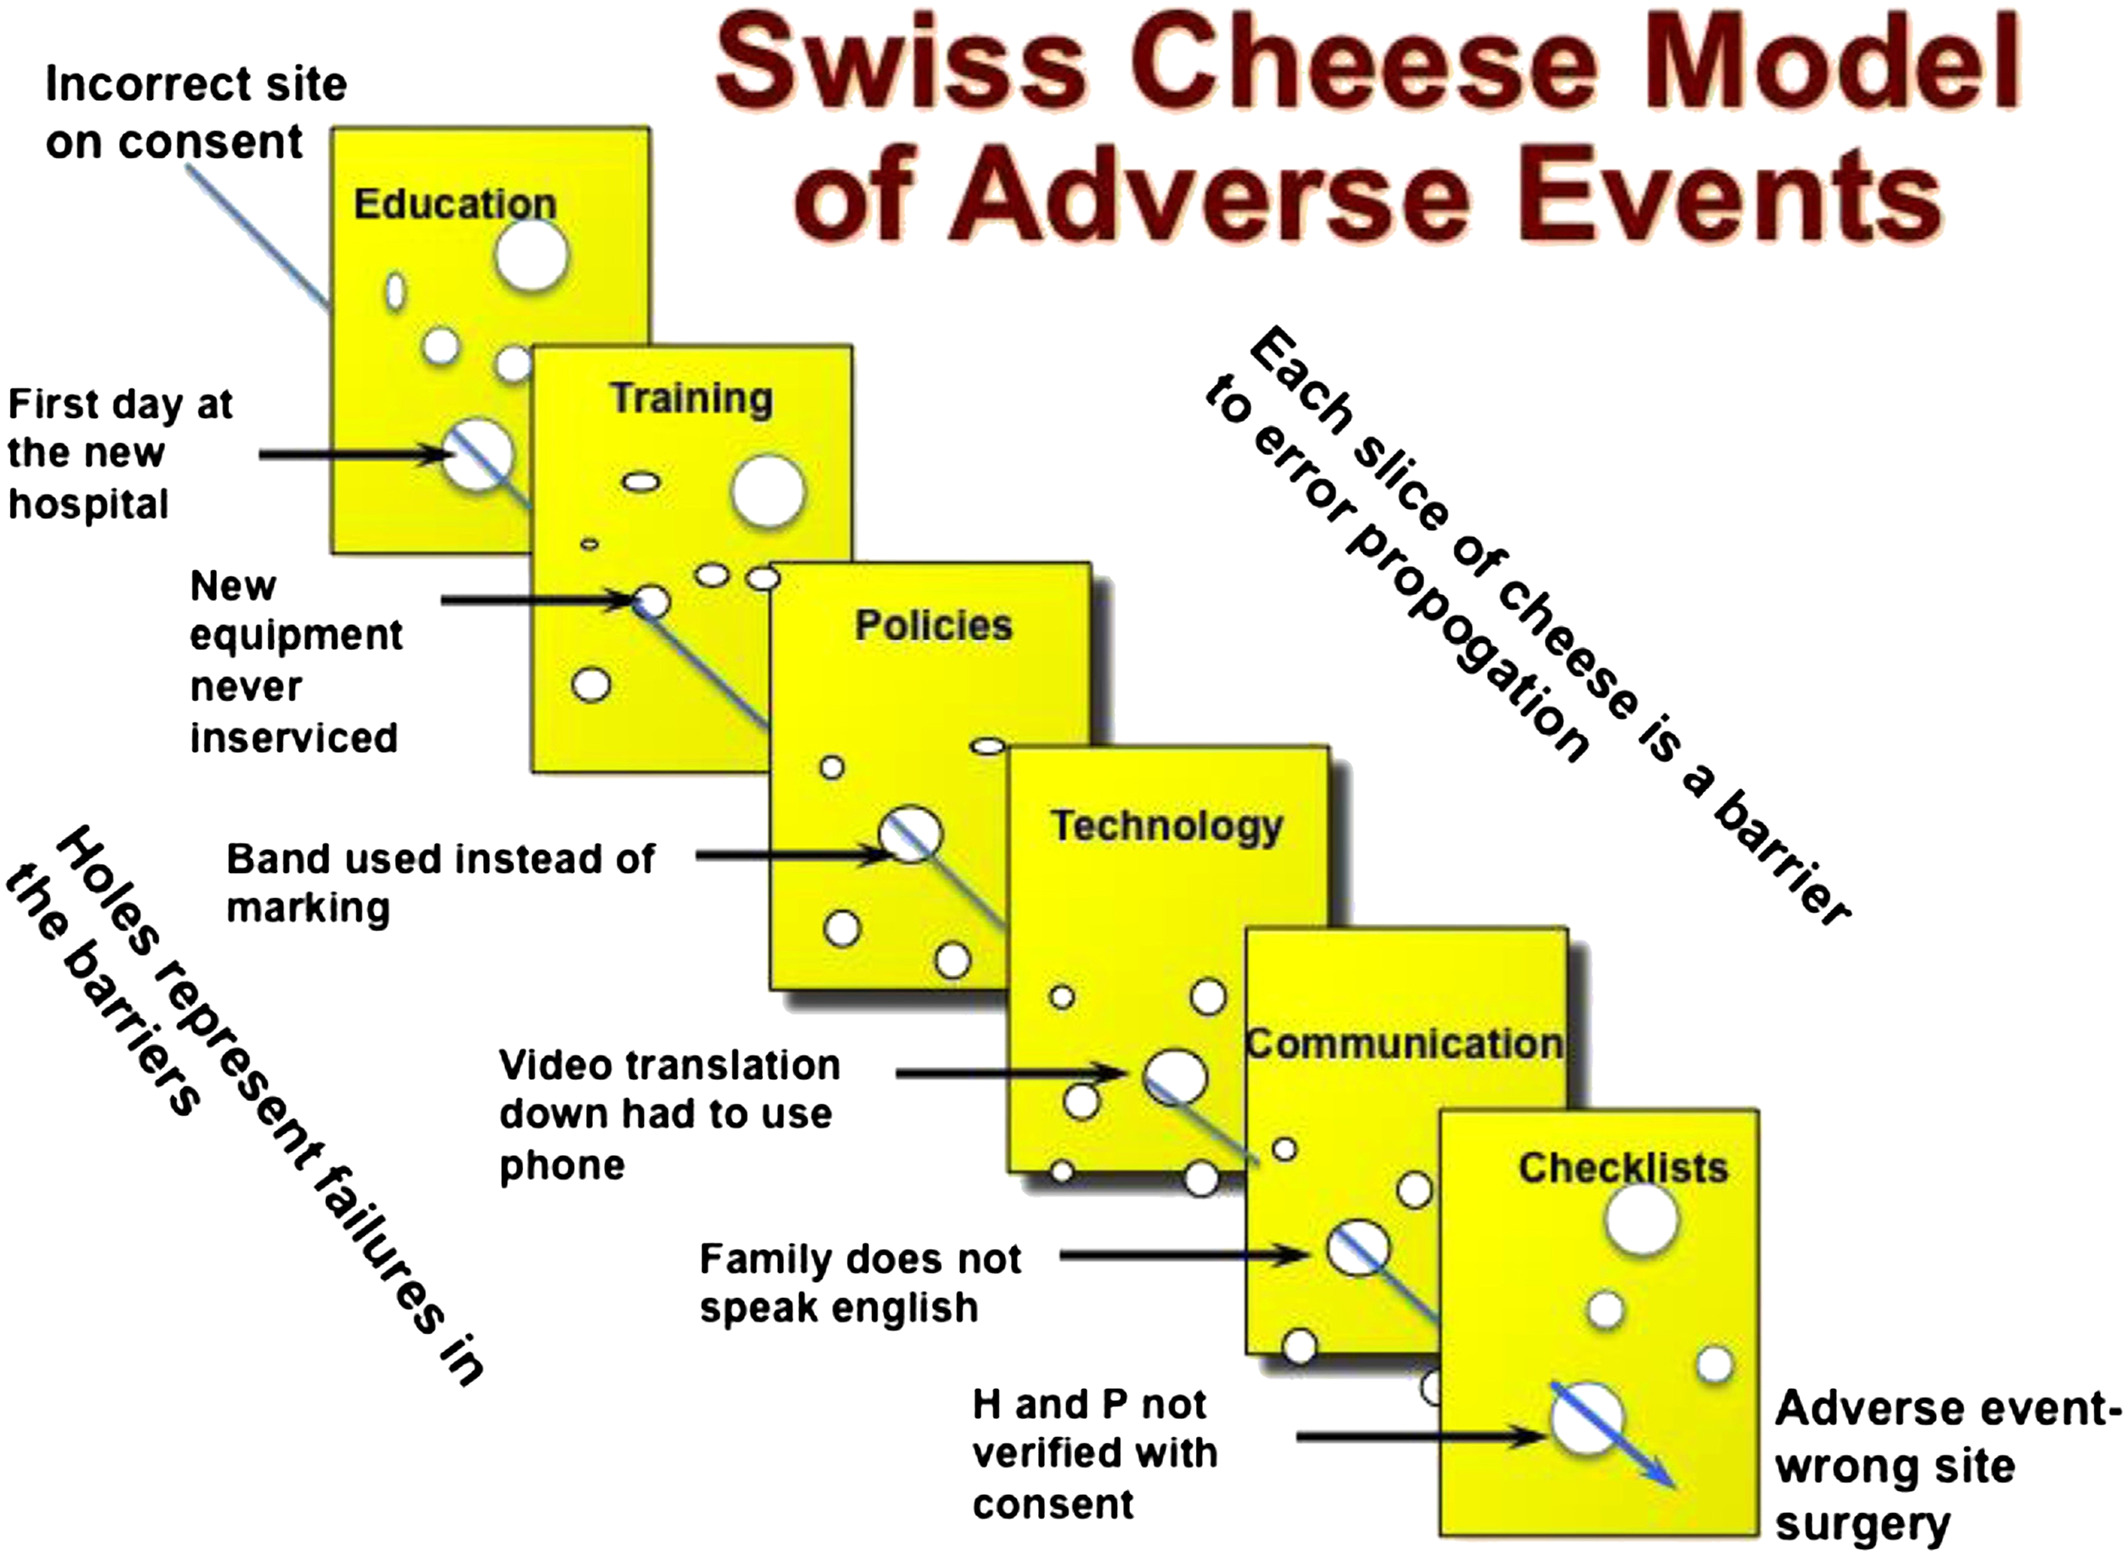 Swiss Cheese Model
of Adverse Events
Incorrect site
on consent
Education
First day at
the new
hospital
Training
New
equipment
never
inserviced
Each slice of cheese is a barrier
to error propogation
Policies
Band used instead of
marking
Holes represent failures in
the barriers
Technology
Video translation
down had to use
phone
Communication
Family does not
speak english
Checklists
H and P not
verified with
consent
Adverse event-
wrong site
surgery